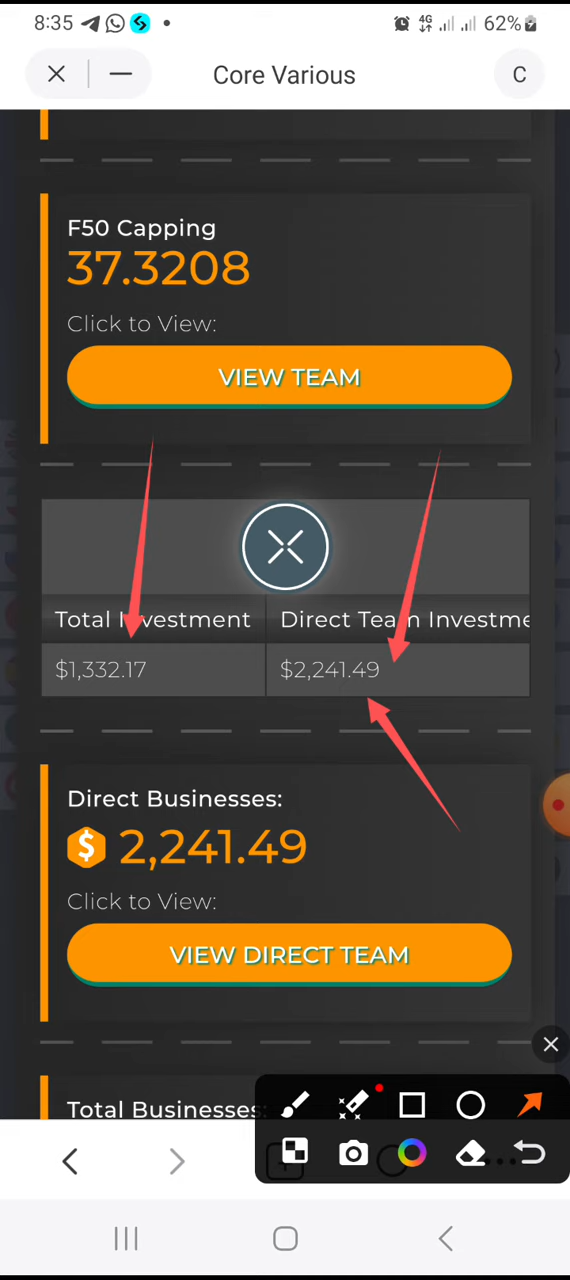 8:35
4G
62%
Core Various
C
F50 Capping
37.3208
Click to View:
VIEW TEAM
Total Investment
Direct Team Investme
$1,332.17
$2,241.49
Direct Businesses:
$ 2,241.49
Click to View:
VIEW DIRECT TEAM
Total Businesses: